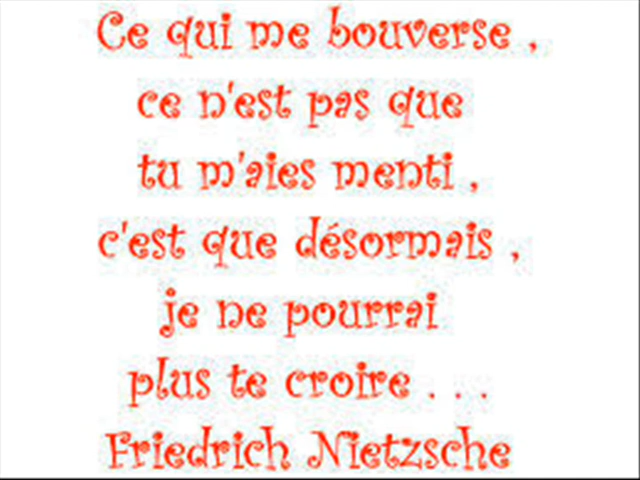 Ce qui me bouverse ,
ce n'est pas que
tu m'aies menti ,
c'est que désormais ,
je ne pourrai
plus te croire . . .
Friedrich Nietzsche